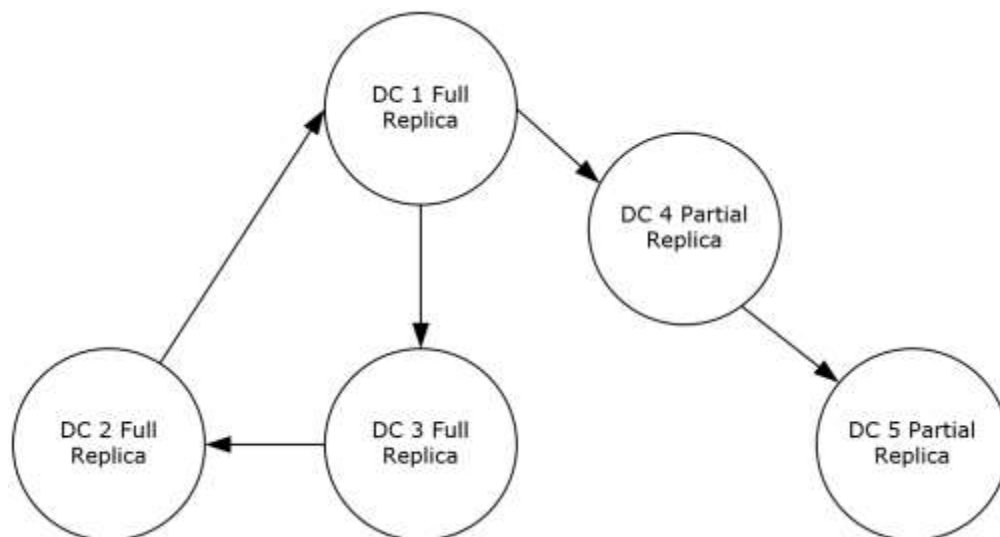 DC 1 Full
Replica
DC 4 Partial
Replica
DC 2 Full
Replica
DC 3 Full
Replica
DC 5 Partial
Replica